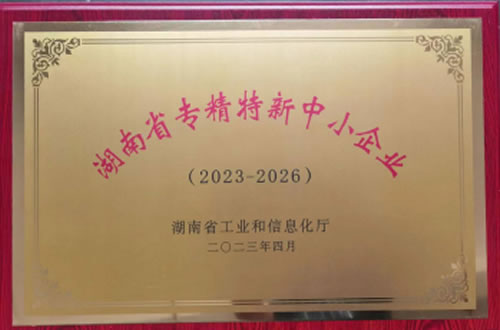 湖南省专精特新中小企业
(2023-2026)
湖南省工业和信息化厅
二〇二三年四月